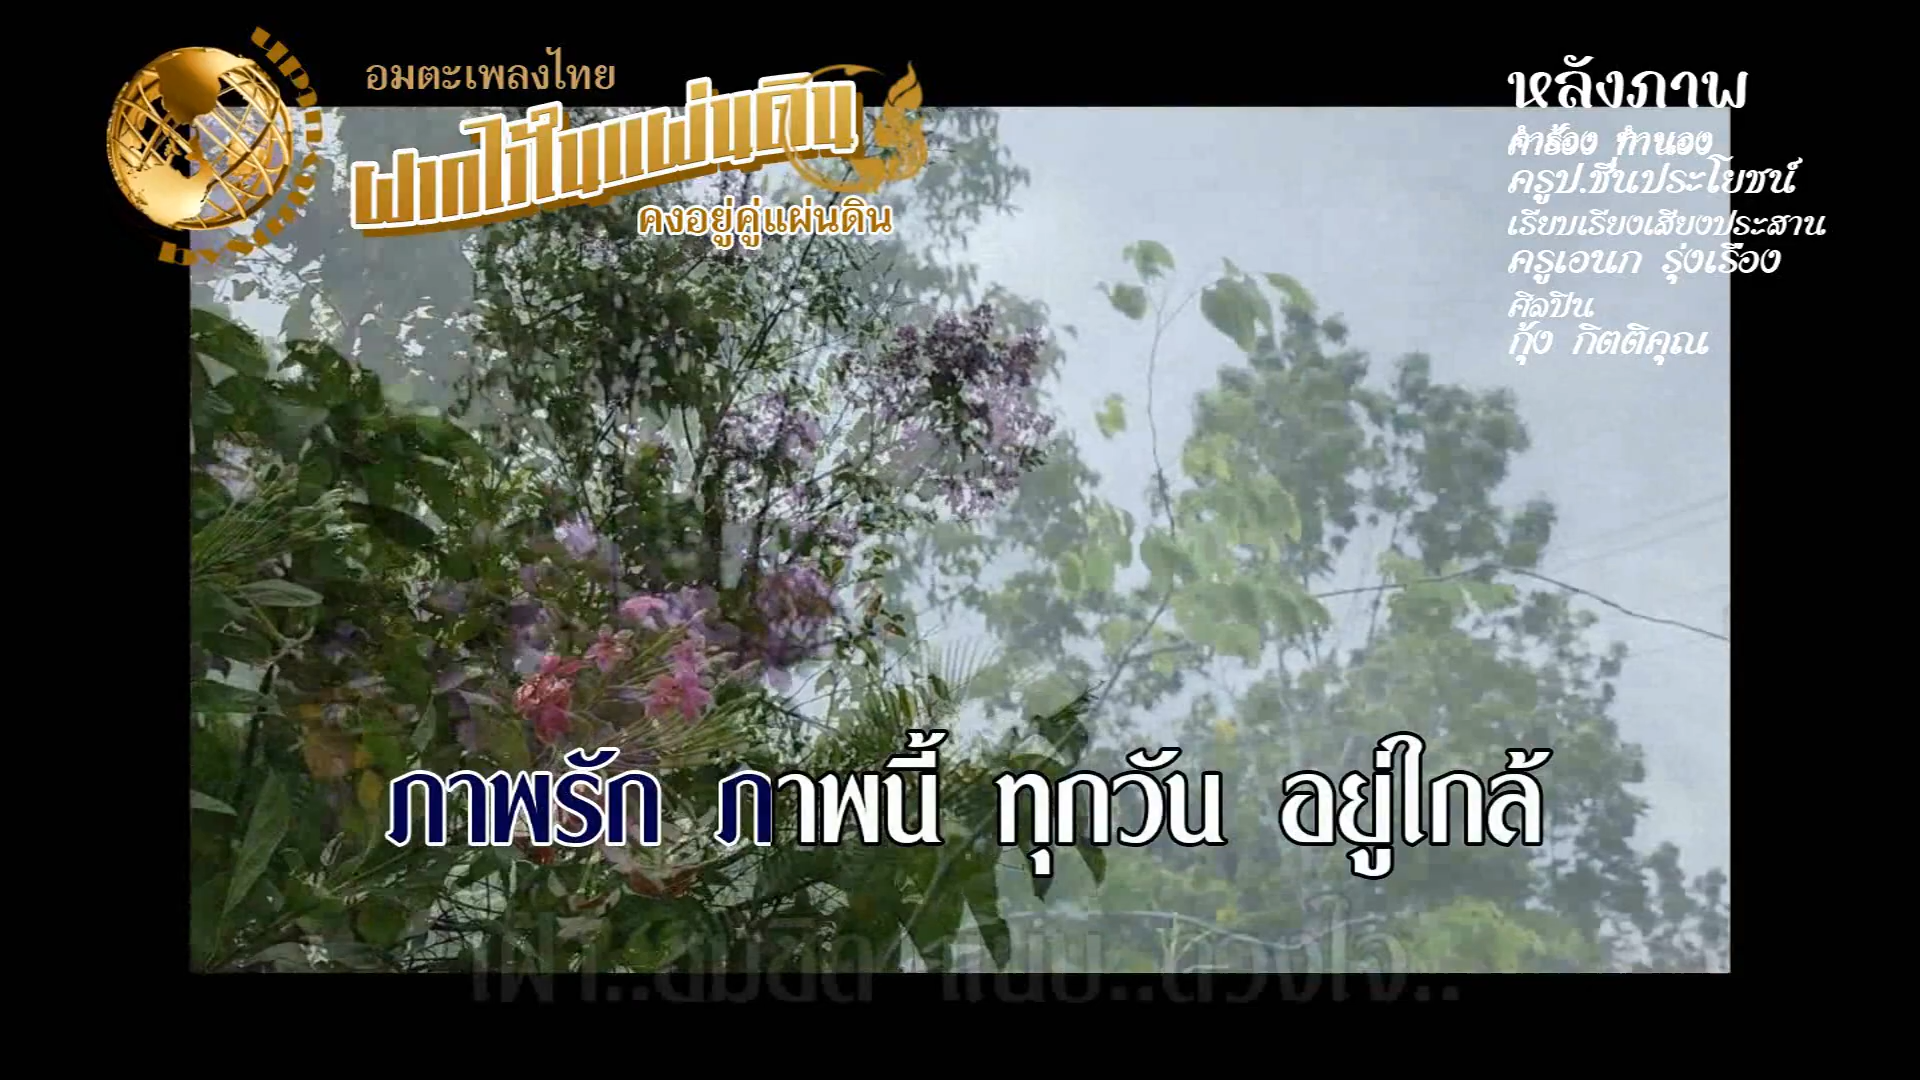 อมตะเพลงไทย
ฝากไว้ในแผ่นดิน
คงอยู่คู่แผ่นดิน
หลังภาพ
คำร้อง ทำนอง
ครูป.ชื่นประโยชน์
เรียบเรียงเสียงประสาน
ครูเอนก รุ่งเรือง
ศิลปิน
กุ้ง กิตติคุณ
ภาพรัก ภาพนี้ ทุกวัน อยู่ใกล้